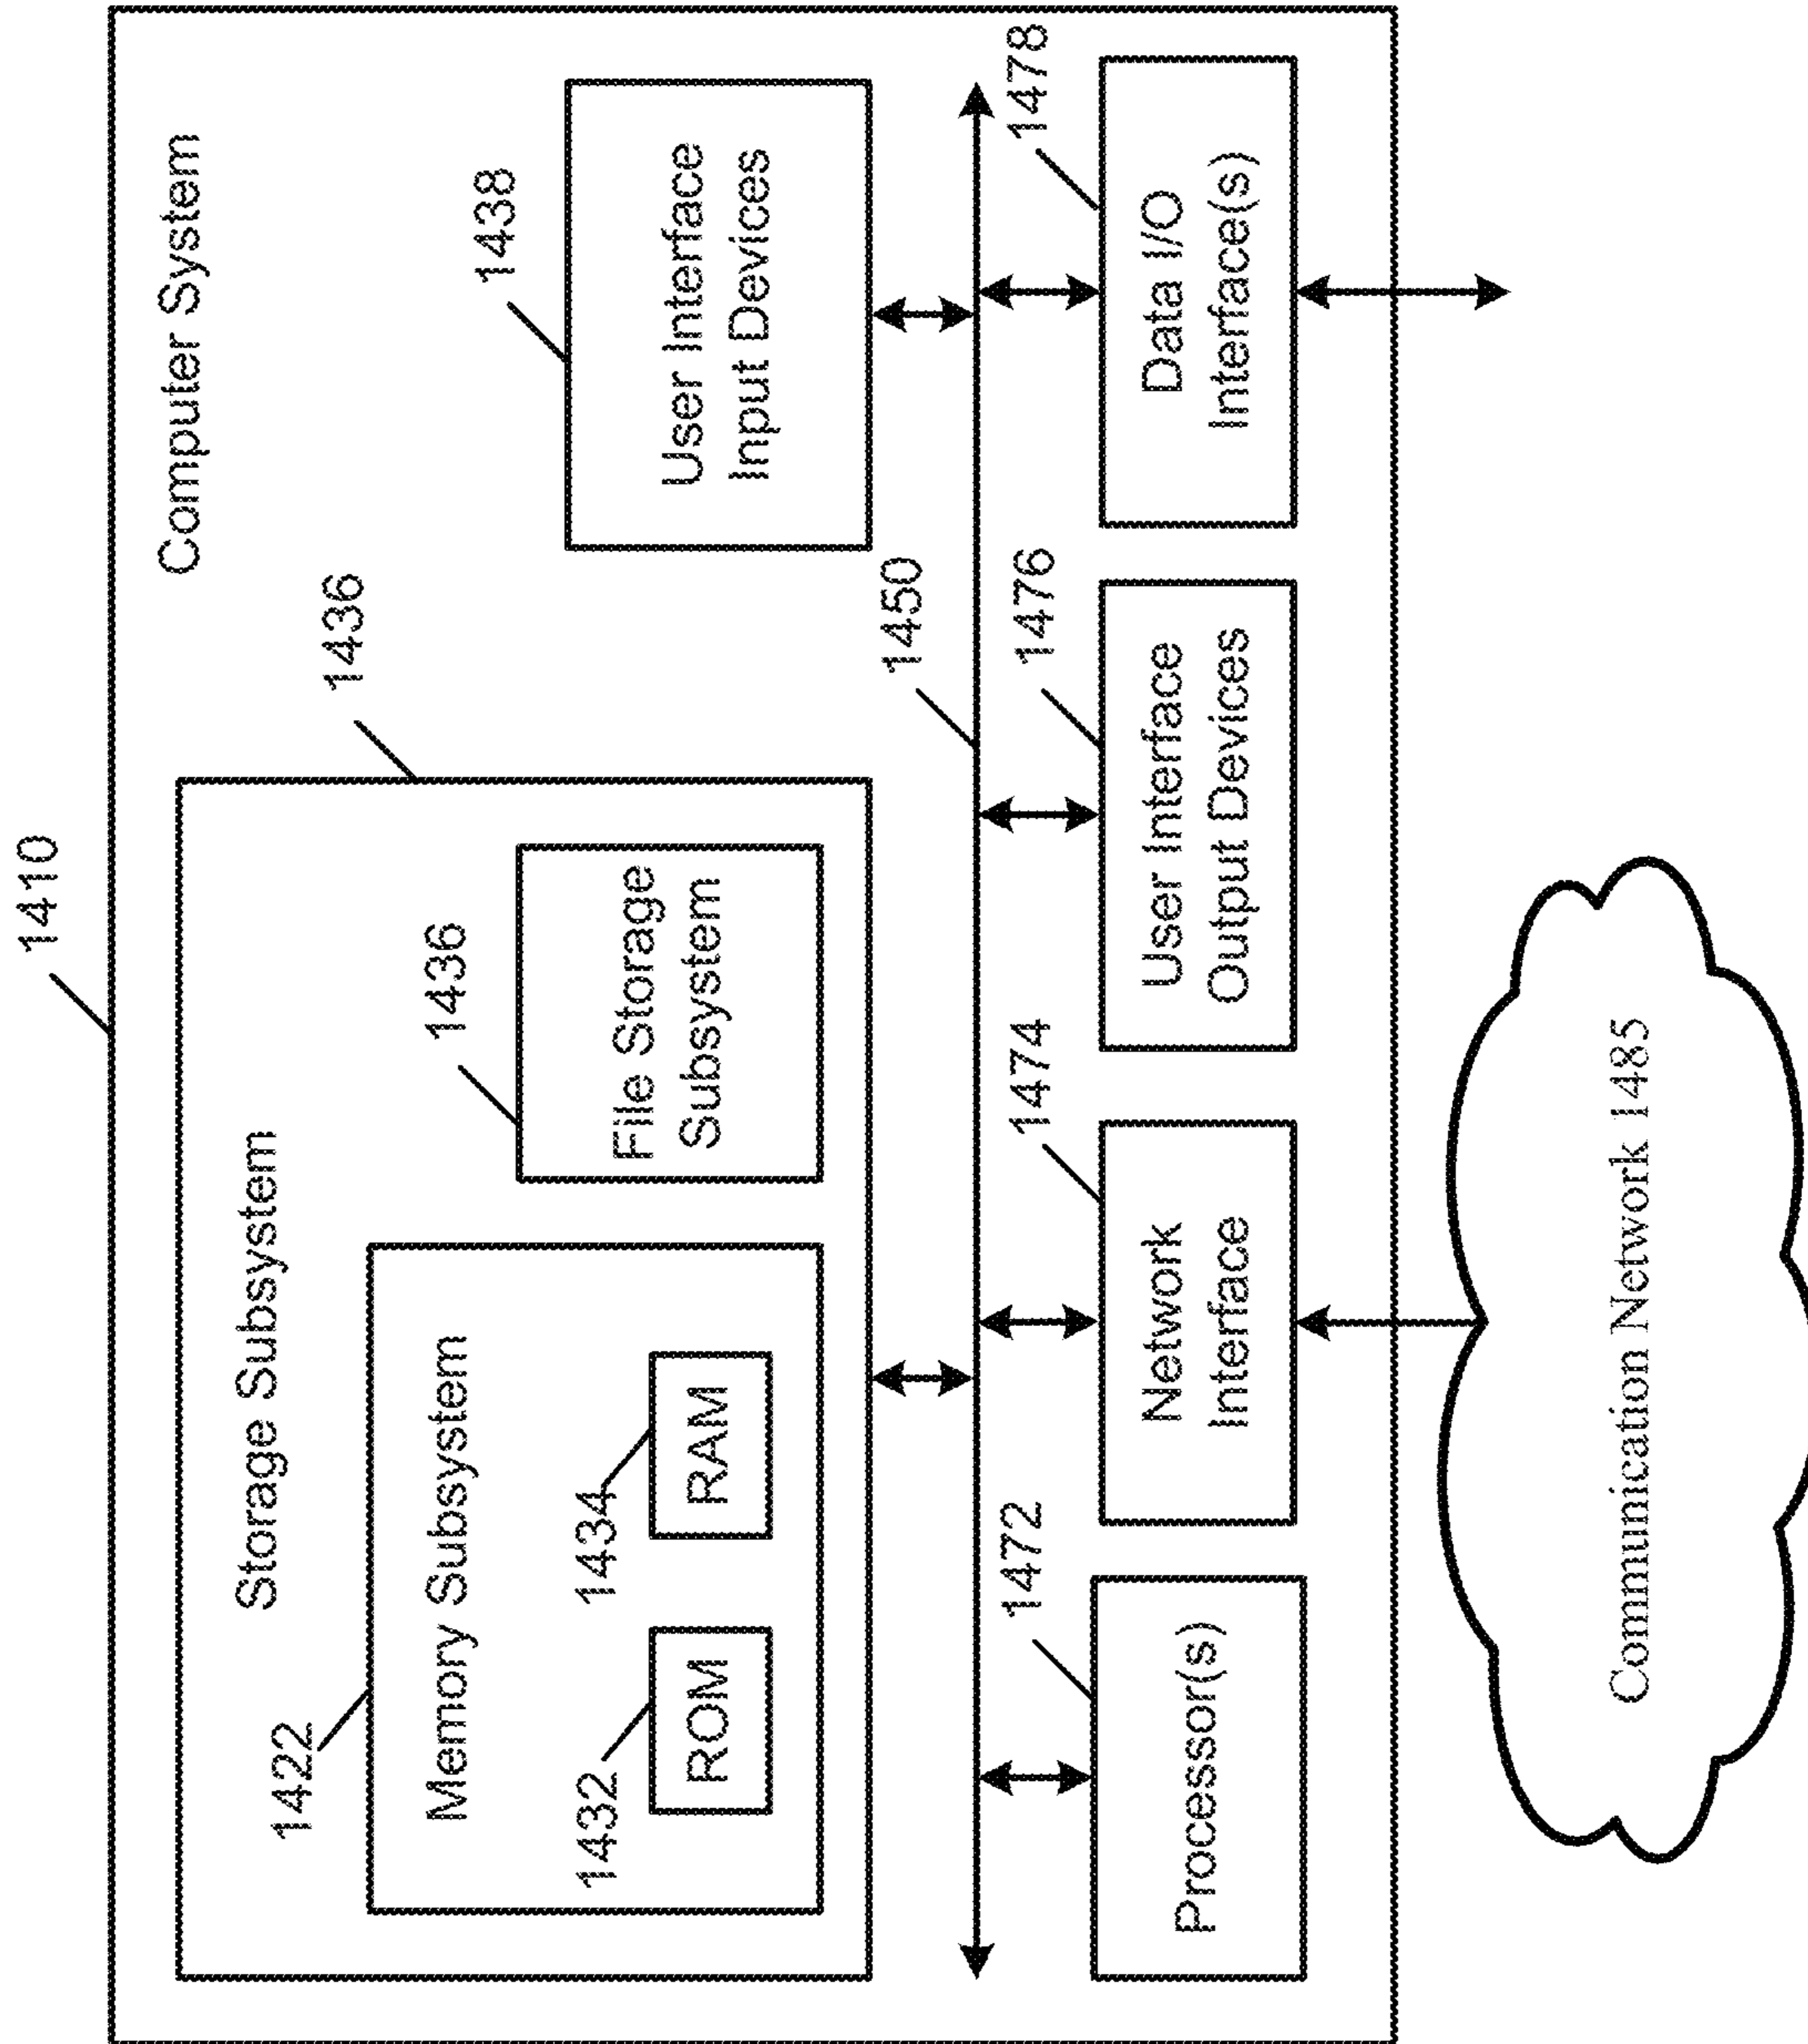 1410
Computer System
Storage Subsystem
1436
1422
Memory Subsystem
1436
1438
1432
1434
ROM
RAM
File Storage
Subsystem
User Interface
Input Devices
1450
1472
1474
1476
1478
Processor(s)
Network
Interface
User Interface
Output Devices
Data I/O
Interface(s)
Communication Network 1485